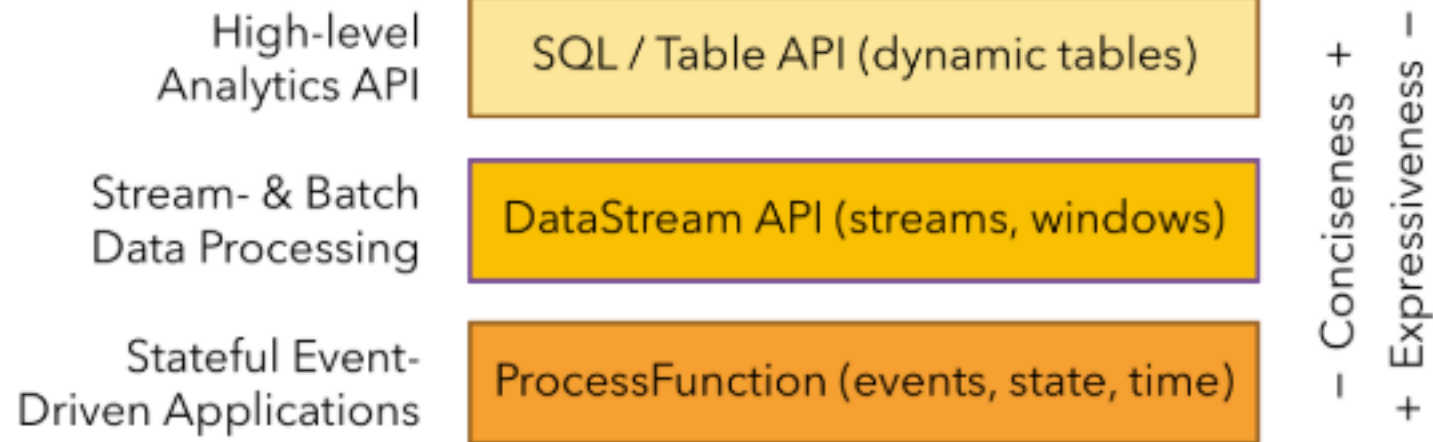 High-level
Analytics API
SQL / Table API (dynamic tables)
Stream- & Batch
Data Processing
DataStream API (streams, windows)
Stateful Event-
Driven Applications
ProcessFunction (events, state, time)
− Conciseness +
+ Expressiveness −